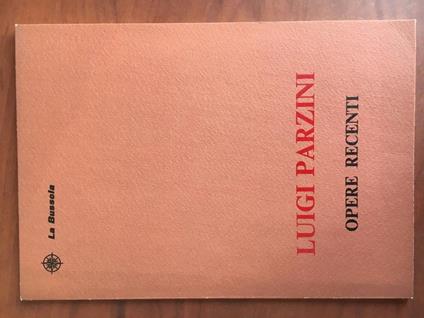 LUIGI PARZINI
OPERE RECENTI
La Bussola